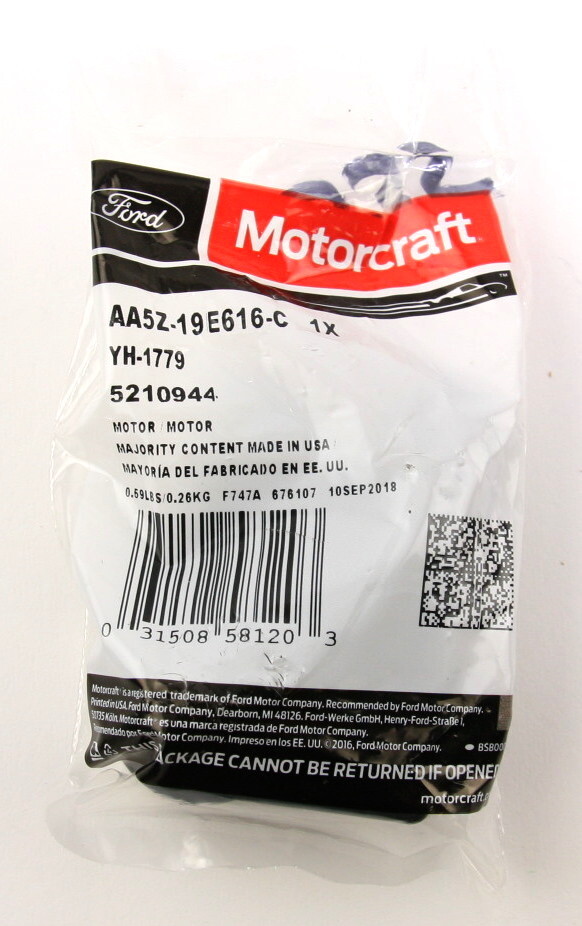 Ford
Motorcraft
™
AA5Z-19E616-C 1X
YH-1779
5210944
MOTOR / MOTOR
MAJORITY CONTENT MADE IN USA
MAYORÍA DEL FABRICADO EN EE. UU.
0.59LBS/0.26KG F747A 676107 10SEP2018
0 31508 58120 3
Motorcraft® is a registered trademark of Ford Motor Company. Recommended by Ford Motor Company.
Printed in USA. Ford Motor Company, Dearborn, MI 48126. Ford-Werke GmbH, Henry-Ford-Straße 1,
50735 Köln. Motorcraft® es una marca registrada de Ford Motor Company.
Recomendado por Ford Motor Company. Impreso en los EE. UU. ©2016, Ford Motor Company.
BSB00
THIS
PACKAGE CANNOT BE RETURNED IF OPENE
motorcraft.